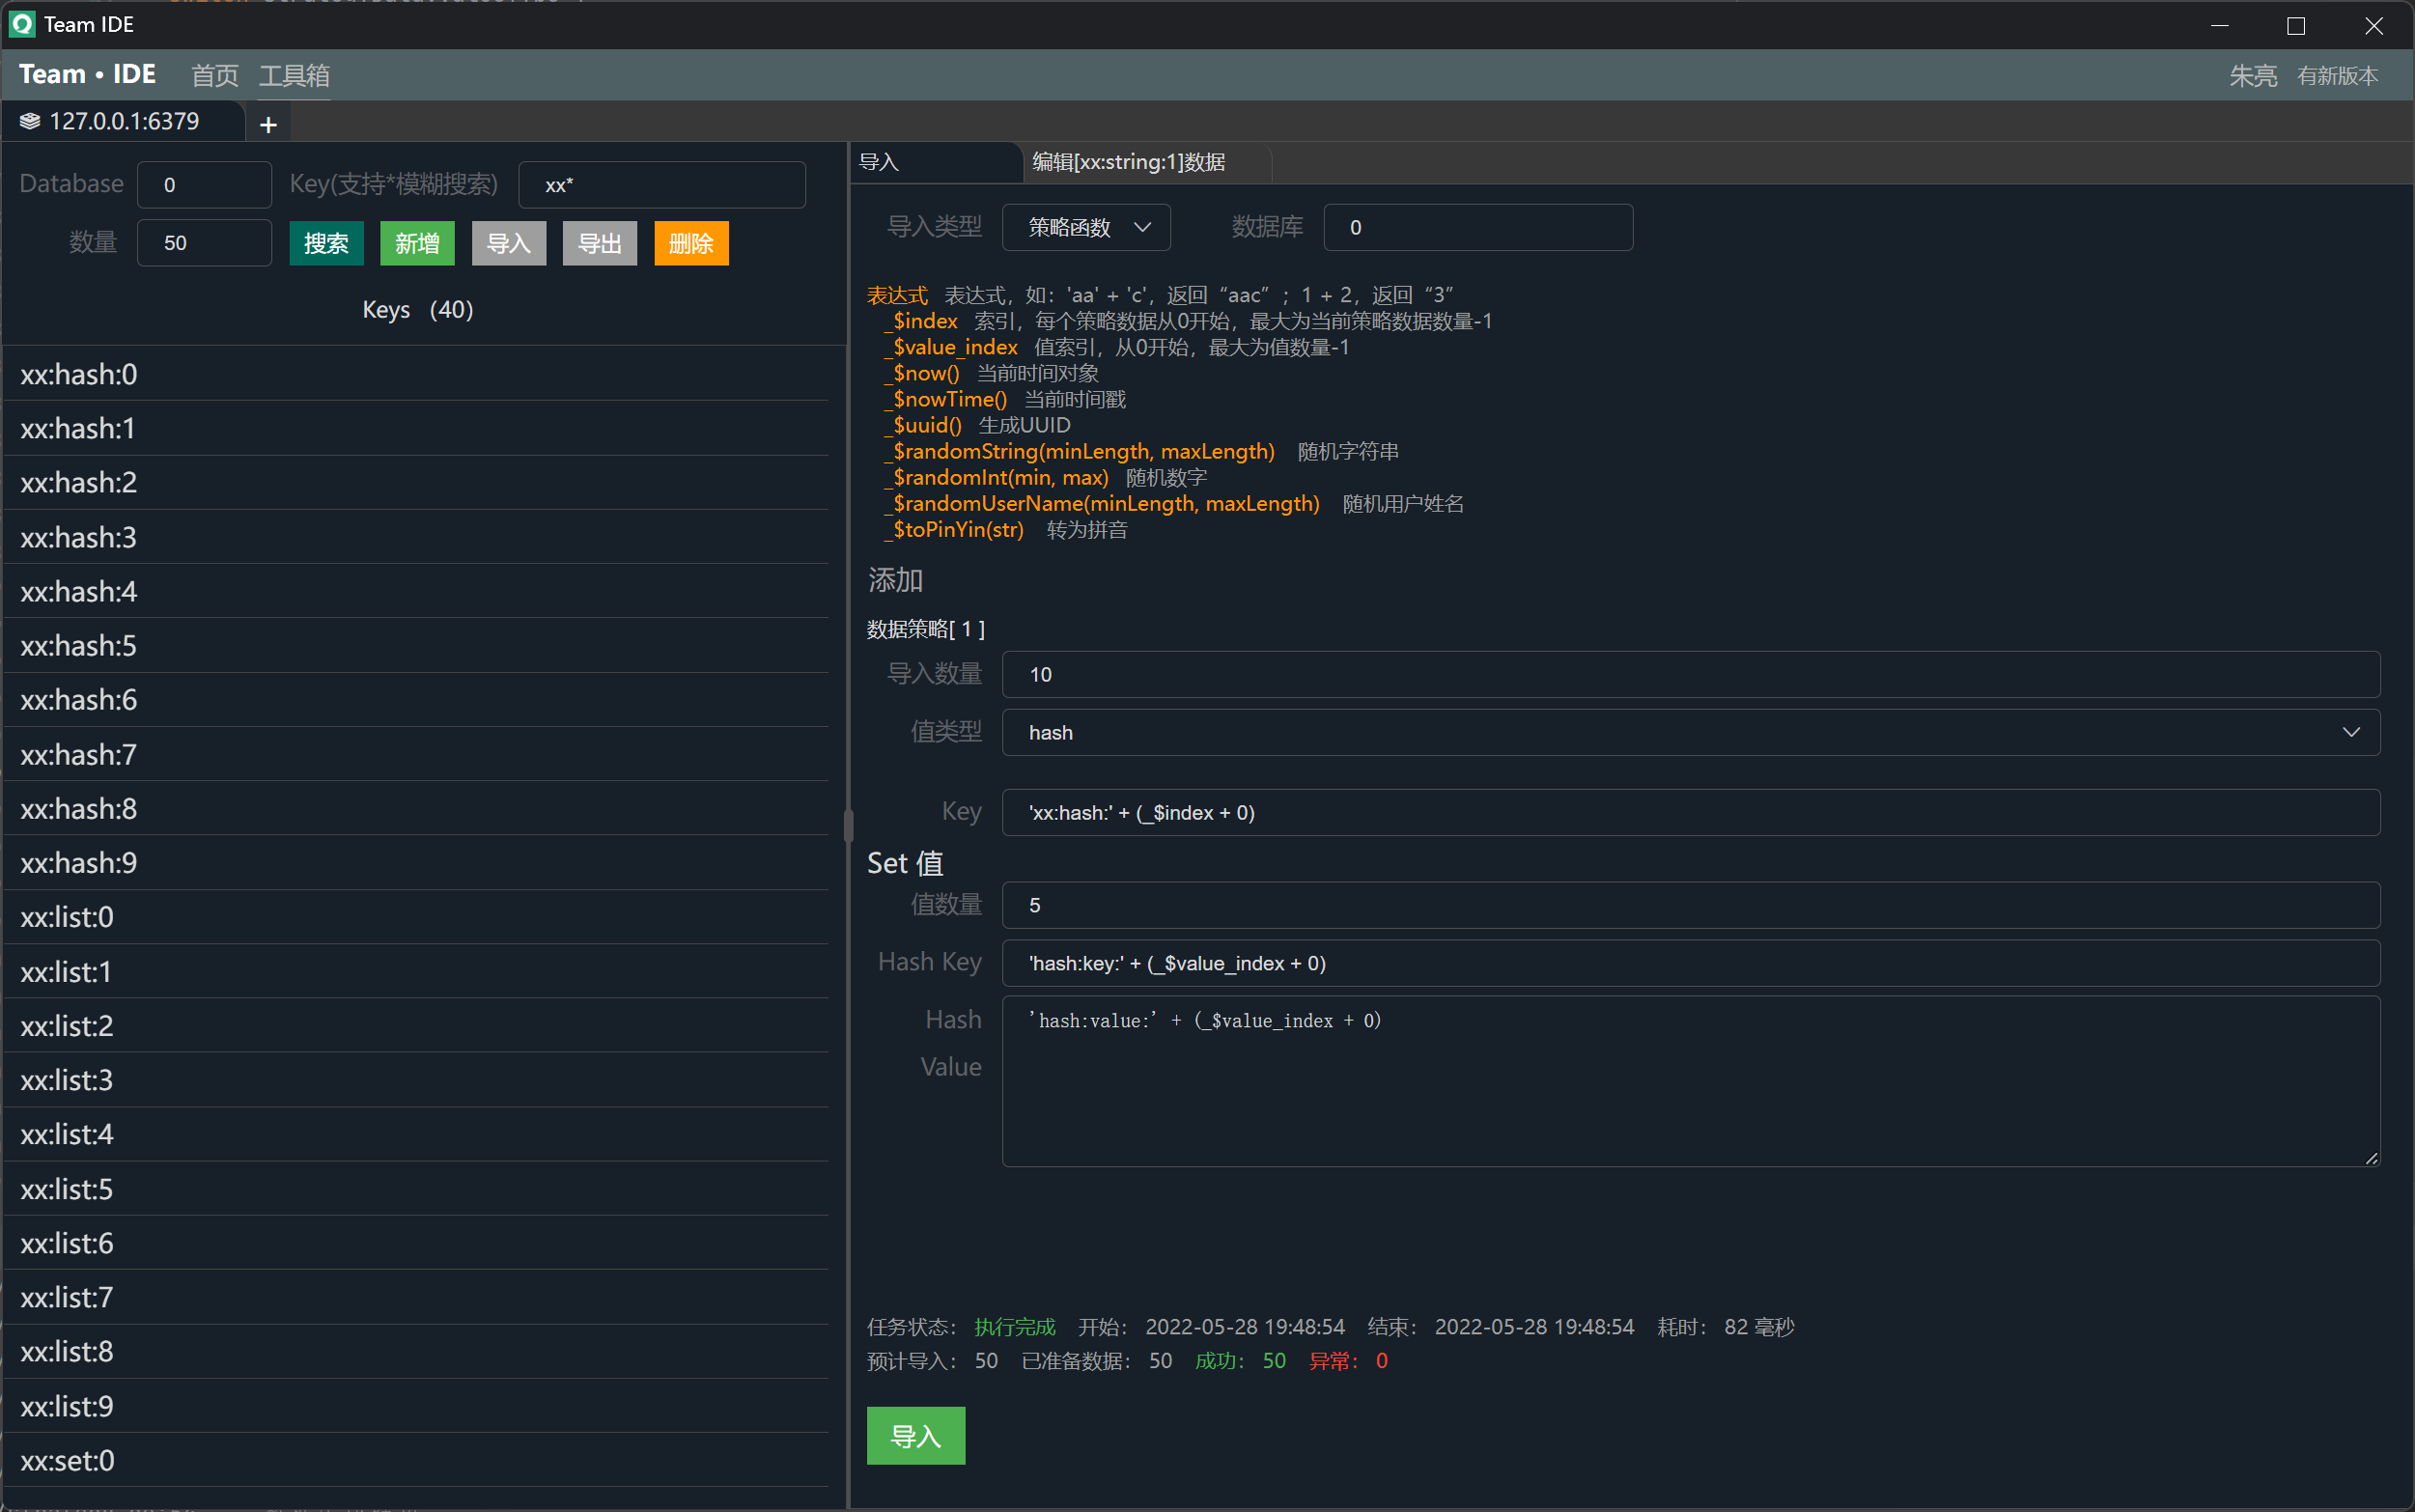 Team IDE
Team • IDE 首页 工具箱 朱亮 有新版本
127.0.0.1:6379 +
Database 0 Key(支持*模糊搜索) xx*
数量 50 搜索 新增 导入 导出 删除
Keys （40）
xx:hash:0
xx:hash:1
xx:hash:2
xx:hash:3
xx:hash:4
xx:hash:5
xx:hash:6
xx:hash:7
xx:hash:8
xx:hash:9
xx:list:0
xx:list:1
xx:list:2
xx:list:3
xx:list:4
xx:list:5
xx:list:6
xx:list:7
xx:list:8
xx:list:9
xx:set:0
导入 编辑[xx:string:1]数据
导入类型 策略函数 数据库 0
表达式 表达式，如：'aa' + 'c'，返回“aac”；1 + 2，返回“3”
_$index 索引，每个策略数据从0开始，最大为当前策略数据数量-1
_$value_index 值索引，从0开始，最大为值数量-1
_$now() 当前时间对象
_$nowTime() 当前时间戳
_$uuid() 生成UUID
_$randomString(minLength, maxLength) 随机字符串
_$randomInt(min, max) 随机数字
_$randomUserName(minLength, maxLength) 随机用户姓名
_$toPinYin(str) 转为拼音
添加
数据策略[ 1 ]
导入数量 10
值类型 hash
Key 'xx:hash:' + (_$index + 0)
Set 值
值数量 5
Hash Key 'hash:key:' + (_$value_index + 0)
Hash Value 'hash:value:' + (_$value_index + 0)
任务状态： 执行完成 开始： 2022-05-28 19:48:54 结束： 2022-05-28 19:48:54 耗时： 82 毫秒
预计导入： 50 已准备数据： 50 成功： 50 异常： 0
导入